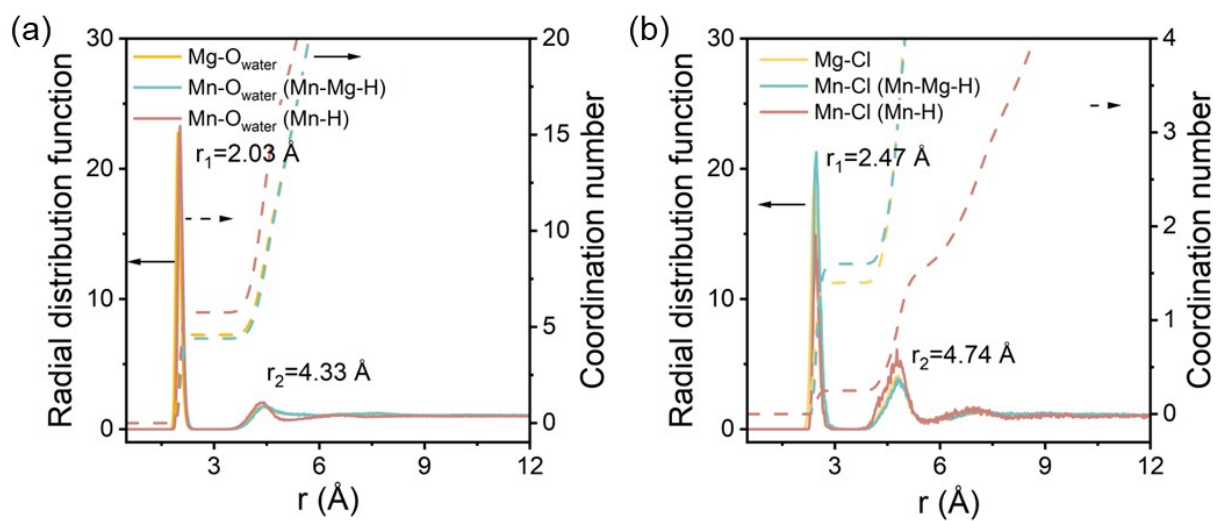 (a)
Radial distribution function
30
20
10
0
Mg-Owater
Mn-Owater (Mn-Mg-H)
Mn-Owater (Mn-H)
r1=2.03 Å
r2=4.33 Å
20
15
10
5
0
Coordination number
3 6 9 12
r (Å)
(b)
Radial distribution function
30
20
10
0
Mg-Cl
Mn-Cl (Mn-Mg-H)
Mn-Cl (Mn-H)
r1=2.47 Å
r2=4.74 Å
4
3
2
1
0
Coordination number
3 6 9 12
r (Å)